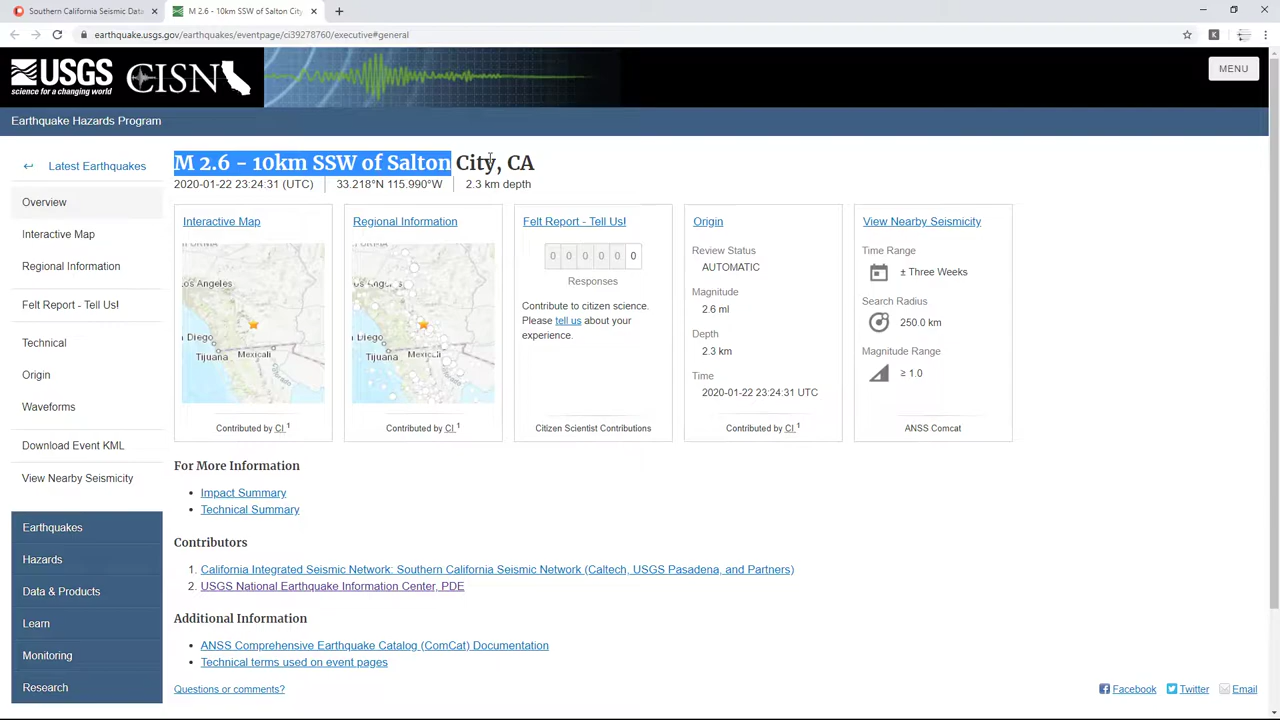 Southern California Seismic Data
M 2.6 - 10km SSW of Salton City
earthquake.usgs.gov/earthquakes/eventpage/ci39278760/executive#general
K
USGS
science for a changing world
CISN
MENU
Earthquake Hazards Program
Latest Earthquakes
Overview
Interactive Map
Regional Information
Felt Report - Tell Us!
Technical
Origin
Waveforms
Download Event KML
View Nearby Seismicity
Earthquakes
Hazards
Data & Products
Learn
Monitoring
Research
M 2.6 - 10km SSW of Salton City, CA
2020-01-22 23:24:31 (UTC)
33.218°N 115.990°W
2.3 km depth
Interactive Map
os Angeles
Diego
Tijuana
Mexicali
Contributed by CI 1
Regional Information
os Angeles
Diego
Tijuana
Mexicali
Contributed by CI 1
Felt Report - Tell Us!
0 0 0 0 0 0
Responses
Contribute to citizen science.
Please tell us about your
experience.
Citizen Scientist Contributions
Origin
Review Status
AUTOMATIC
Magnitude
2.6 ml
Depth
2.3 km
Time
2020-01-22 23:24:31 UTC
Contributed by CI 1
View Nearby Seismicity
Time Range
± Three Weeks
Search Radius
250.0 km
Magnitude Range
≥ 1.0
ANSS Comcat
For More Information
• Impact Summary
• Technical Summary
Contributors
1. California Integrated Seismic Network: Southern California Seismic Network (Caltech, USGS Pasadena, and Partners)
2. USGS National Earthquake Information Center, PDE
Additional Information
• ANSS Comprehensive Earthquake Catalog (ComCat) Documentation
• Technical terms used on event pages
Questions or comments?
Facebook
Twitter
Email